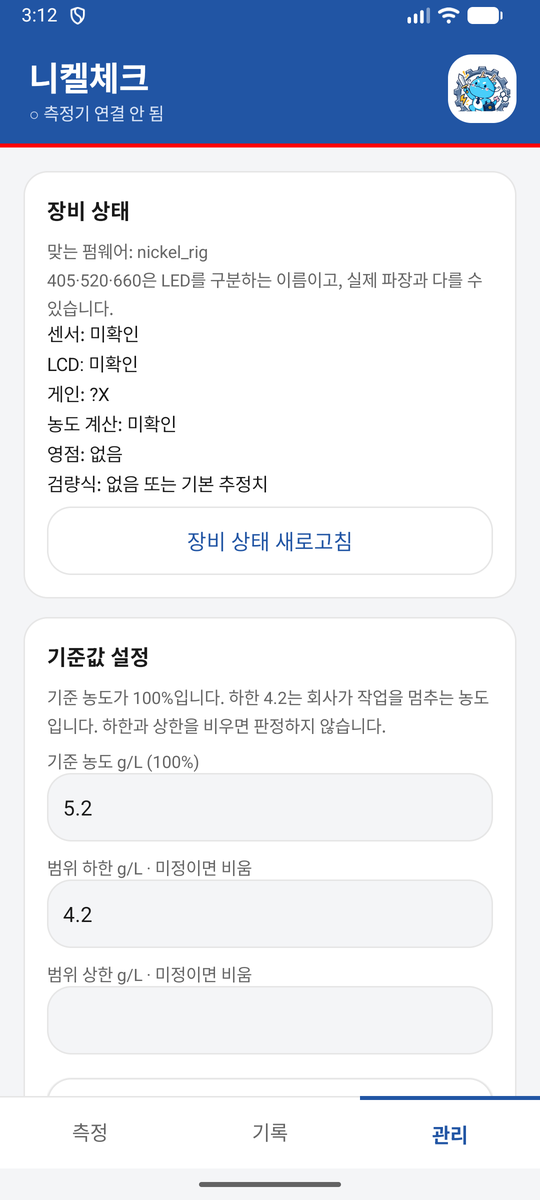 3:12
니켈체크
○ 측정기 연결 안 됨
장비 상태
맞는 펌웨어: nickel_rig
405·520·660은 LED를 구분하는 이름이고, 실제 파장과 다를 수
있습니다.
센서: 미확인
LCD: 미확인
게인: ?X
농도 계산: 미확인
영점: 없음
검량식: 없음 또는 기본 추정치
장비 상태 새로고침
기준값 설정
기준 농도가 100%입니다. 하한 4.2는 회사가 작업을 멈추는 농도
입니다. 하한과 상한을 비우면 판정하지 않습니다.
기준 농도 g/L (100%)
5.2
범위 하한 g/L · 미정이면 비움
4.2
범위 상한 g/L · 미정이면 비움
측정
기록
관리